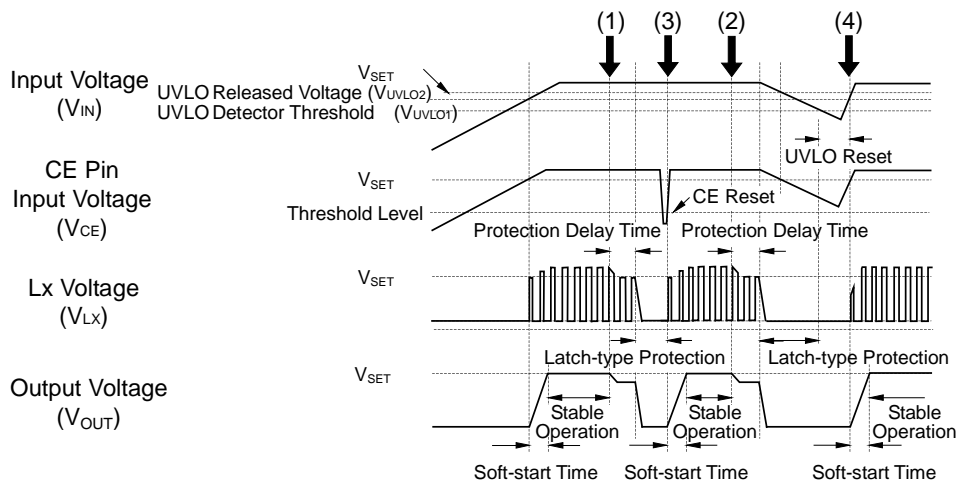 (1) (3) (2) (4)
Input Voltage
(VIN)
VSET
UVLO Released Voltage (VUVLO2)
UVLO Detector Threshold (VUVLO1)
UVLO Reset
CE Pin
Input Voltage
(VCE)
VSET
Threshold Level
CE Reset
Protection Delay Time Protection Delay Time
Lx Voltage
(VLX)
VSET
Latch-type Protection Latch-type Protection
Output Voltage
(VOUT)
VSET
Stable
Operation
Stable
Operation
Stable
Operation
Soft-start Time Soft-start Time Soft-start Time